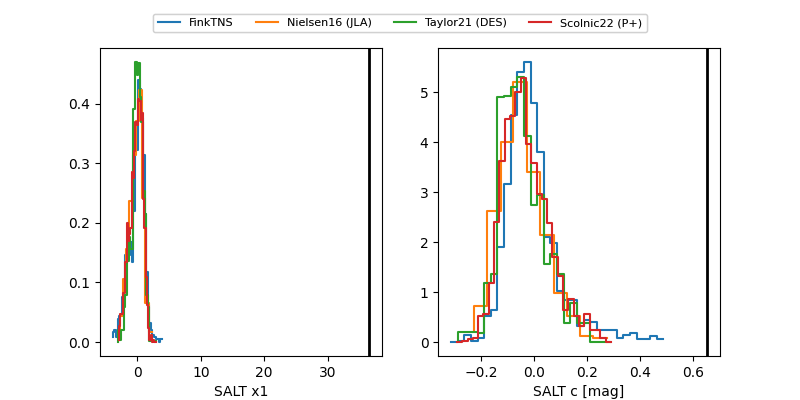 FinkTNS Nielsen16 (JLA) Taylor21 (DES) Scolnic22 (P+)
0.4
0.3
0.2
0.1
0.0
0 10 20 30
SALT x1
5
4
3
2
1
0
−0.2 0.0 0.2 0.4 0.6
SALT c [mag]